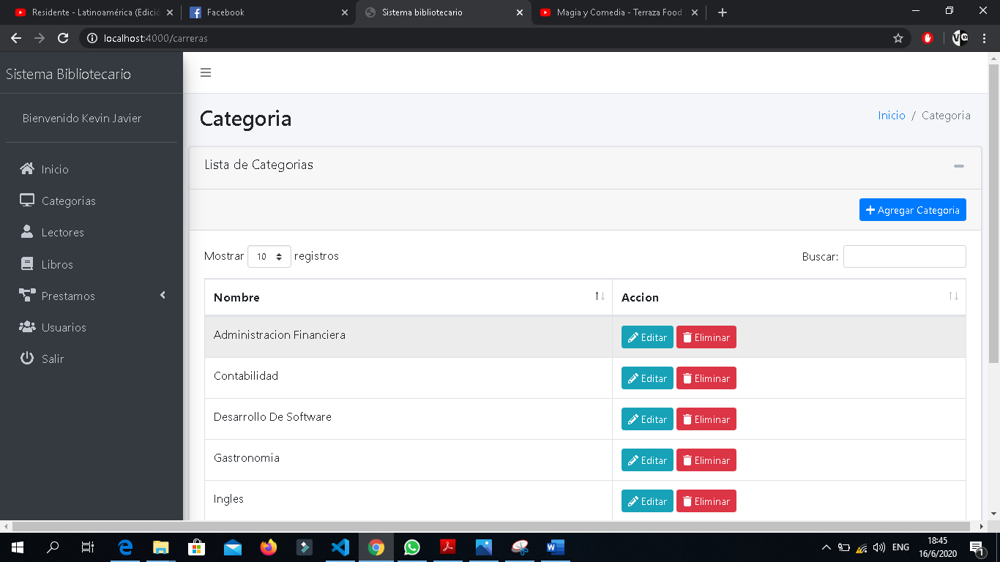 Residente - Latinoamérica (Edició
Facebook
Sistema bibliotecario
Magia y Comedia - Terraza Food
localhost:4000/carreras
Sistema Bibliotecario
Bienvenido Kevin Javier
Inicio
Categorias
Lectores
Libros
Prestamos
Usuarios
Salir
Categoria
Inicio / Categoria
Lista de Categorias
Agregar Categoria
Mostrar 10 registros
Buscar:
Nombre Accion
Administracion Financiera Editar Eliminar
Contabilidad Editar Eliminar
Desarrollo De Software Editar Eliminar
Gastronomia Editar Eliminar
Ingles Editar Eliminar
ENG
18:45
16/6/2020
1